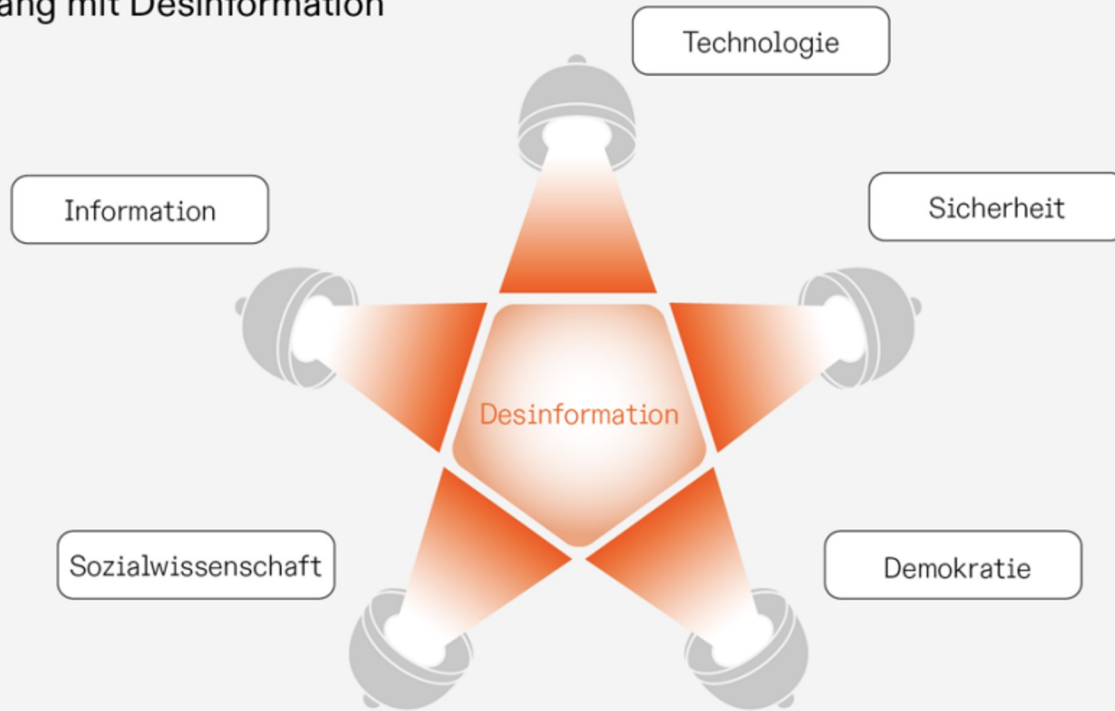 mit Desinformation
Technologie
Information
Sicherheit
Desinformation
Sozialwissenschaft
Demokratie